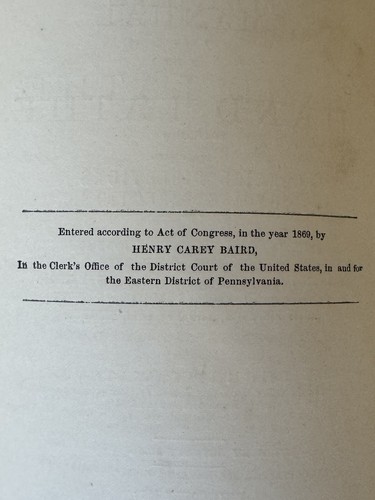 Entered according to Act of Congress, in the year 1869, by
HENRY CAREY BAIRD,
In the Clerk's Office of the District Court of the United States, in and for
the Eastern District of Pennsylvania.